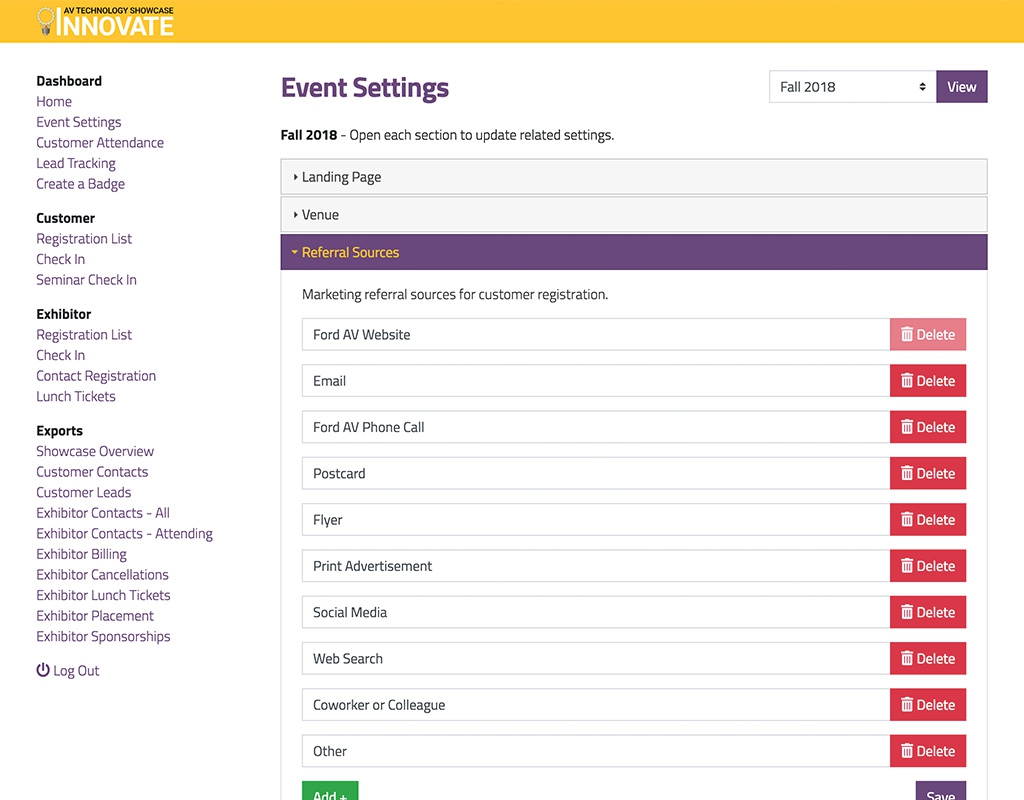 AV TECHNOLOGY SHOWCASE
INNOVATE
Dashboard
Home
Event Settings
Customer Attendance
Lead Tracking
Create a Badge
Customer
Registration List
Check In
Seminar Check In
Exhibitor
Registration List
Check In
Contact Registration
Lunch Tickets
Exports
Showcase Overview
Customer Contacts
Customer Leads
Exhibitor Contacts - All
Exhibitor Contacts - Attending
Exhibitor Billing
Exhibitor Cancellations
Exhibitor Lunch Tickets
Exhibitor Placement
Exhibitor Sponsorships
Log Out
Event Settings
Fall 2018 View
Fall 2018 - Open each section to update related settings.
Landing Page
Venue
Referral Sources
Marketing referral sources for customer registration.
Ford AV Website Delete
Email Delete
Ford AV Phone Call Delete
Postcard Delete
Flyer Delete
Print Advertisement Delete
Social Media Delete
Web Search Delete
Coworker or Colleague Delete
Other Delete
Add + Save